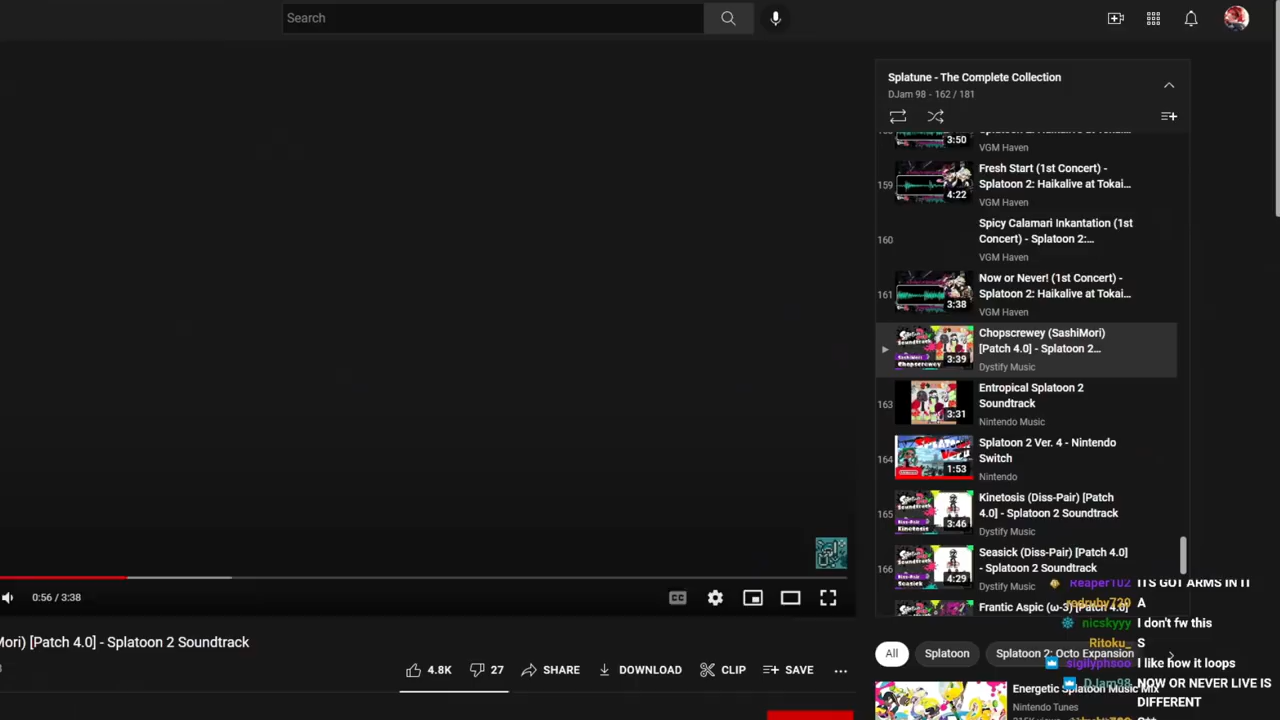 Search
Splatune - The Complete Collection
DJam 98 - 162 / 181
3:50
VGM Haven
159
4:22
Fresh Start (1st Concert) -
Splatoon 2: Haikalive at Tokai...
VGM Haven
160
Spicy Calamari Inkantation (1st
Concert) - Splatoon 2:...
VGM Haven
161
3:38
Now or Never! (1st Concert) -
Splatoon 2: Haikalive at Tokai...
VGM Haven
3:39
Chopscrewey (SashiMori)
[Patch 4.0] - Splatoon 2...
Dystify Music
163
3:31
Entropical Splatoon 2
Soundtrack
Nintendo Music
164
1:53
Splatoon 2 Ver. 4 - Nintendo
Switch
Nintendo
165
3:46
Kinetosis (Diss-Pair) [Patch
4.0] - Splatoon 2 Soundtrack
Dystify Music
166
4:29
Seasick (Diss-Pair) [Patch 4.0]
- Splatoon 2 Soundtrack
Dystify Music
Frantic Aspic (ω-3) [Patch 4.0]
0:56 / 3:38
CC
Mori) [Patch 4.0] - Splatoon 2 Soundtrack
4.8K
27
SHARE
DOWNLOAD
CLIP
SAVE
All
Splatoon
Splatoon 2: Octo Expansion
Energetic Splatoon Music Mix
Nintendo Tunes
Reaper102 ITS GOT ARMS IN IT
A
nicskyyy I don't fw this
Ritoku_ S
sigilyphsoo I like how it loops
DJam98 NOW OR NEVER LIVE IS
DIFFERENT